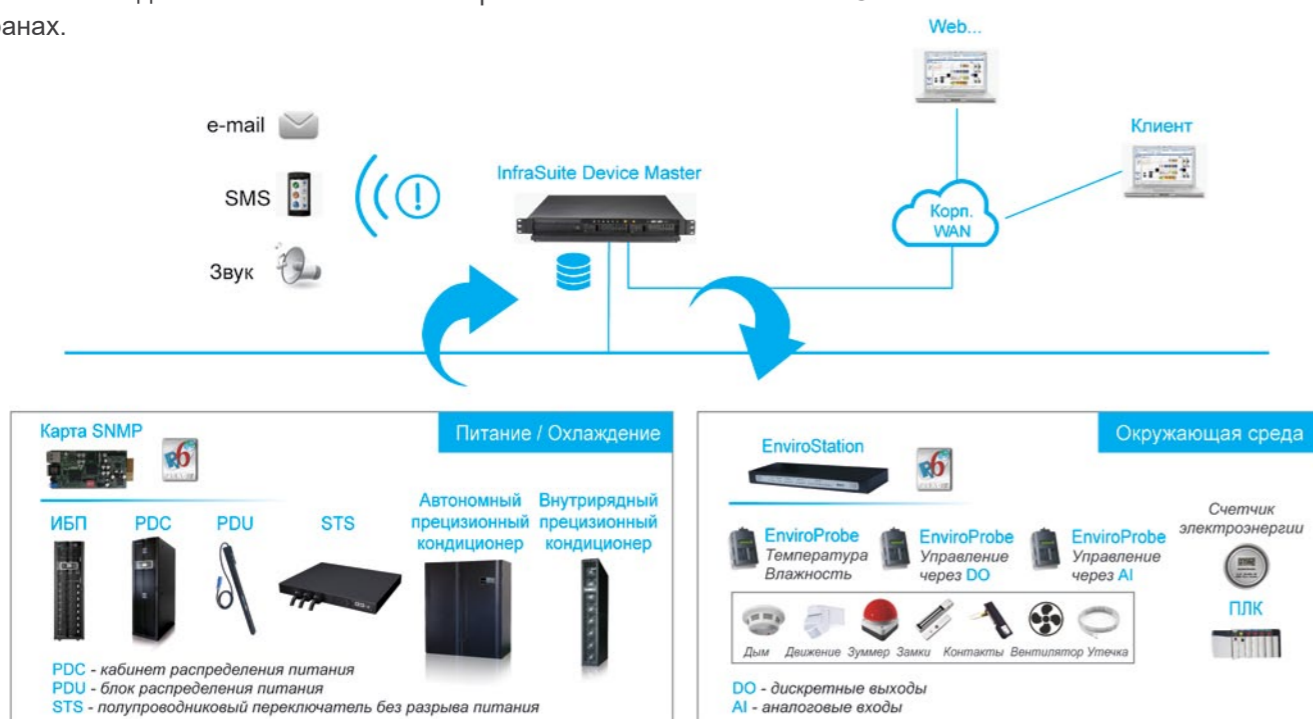 ранах.
Web...
e-mail
Клиент
InfraSuite Device Master
SMS
Корп.
WAN
Звук
Карта SNMP
Питание / Охлаждение
ИБП
PDC
PDU
STS
Автономный
прецизионный
кондиционер
Внутрирядный
прецизионный
кондиционер
PDC - кабинет распределения питания
PDU - блок распределения питания
STS - полупроводниковый переключатель без разрыва питания
EnviroStation
Окружающая среда
EnviroProbe
Температура
Влажность
EnviroProbe
Управление
через DO
EnviroProbe
Управление
через AI
Счетчик
электроэнергии
ПЛК
Дым Движение Зуммер Замки Контакты Вентилятор Утечка
DO - дискретные выходы
AI - аналоговые входы